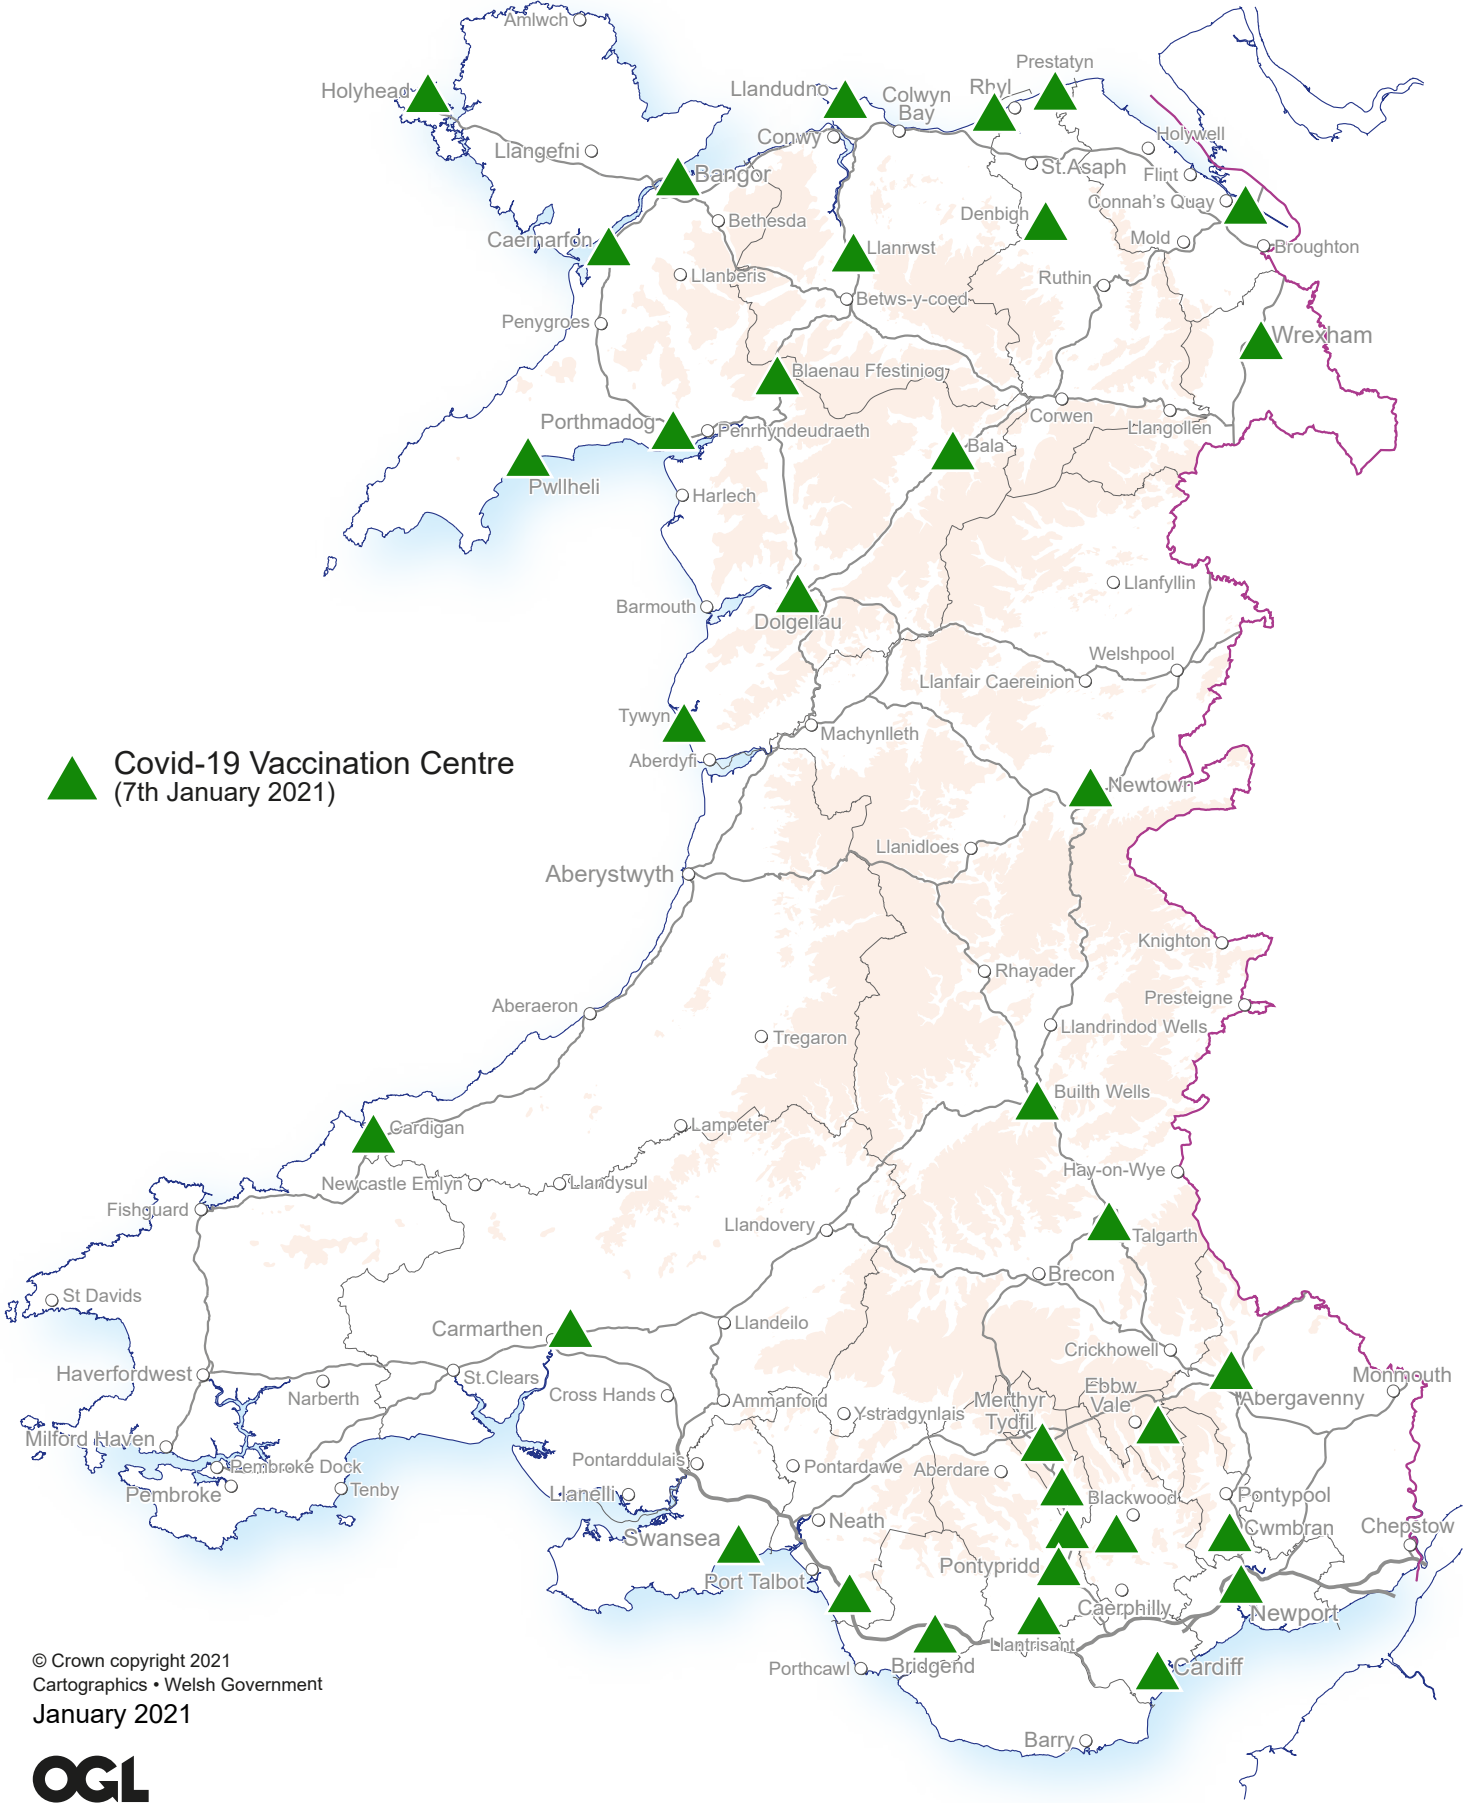 Amlwch
Prestatyn
Holyhead
Llandudno
Rhyl
Colwyn
Bay
Conwy
Holywell
Llangefni
St.Asaph
Flint
Bangor
Connah's Quay
Denbigh
Bethesda
Caernarfon
Mold
Llanrwst
Broughton
Llanberis
Ruthin
Betws-y-coed
Penygroes
Wrexham
Blaenau Ffestiniog
Corwen
Porthmadog
Penrhyndeudraeth
Llangollen
Bala
Pwllheli
Harlech
Llanfyllin
Barmouth
Dolgellau
Welshpool
Llanfair Caereinion
Tywyn
Machynlleth
Aberdyfi
Covid-19 Vaccination Centre
(7th January 2021)
Newtown
Llanidloes
Aberystwyth
Knighton
Rhayader
Presteigne
Aberaeron
Llandrindod Wells
Tregaron
Builth Wells
Cardigan
Lampeter
Hay-on-Wye
Newcastle Emlyn
Llandysul
Fishguard
Llandovery
Talgarth
Brecon
St Davids
Llandeilo
Carmarthen
Crickhowell
Haverfordwest
St.Clears
Monmouth
Narberth
Cross Hands
Ammanford
Ebbw
Vale
Abergavenny
Merthyr
Tydfil
Ystradgynlais
Milford Haven
Pontarddulais
Pembroke Dock
Pontardawe
Aberdare
Pembroke
Tenby
Llanelli
Blackwood
Pontypool
Neath
Cwmbran
Chepstow
Swansea
Pontypridd
Port Talbot
Caerphilly
Newport
Llantrisant
Porthcawl
Bridgend
Cardiff
Barry
© Crown copyright 2021
Cartographics • Welsh Government
January 2021
OGL